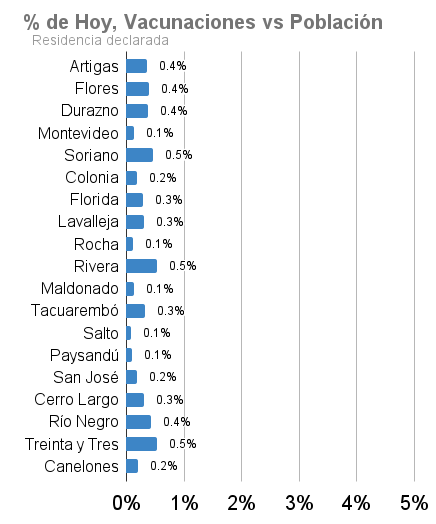 % de Hoy, Vacunaciones vs Población
Residencia declarada
Artigas 0.4%
Flores 0.4%
Durazno 0.4%
Montevideo 0.1%
Soriano 0.5%
Colonia 0.2%
Florida 0.3%
Lavalleja 0.3%
Rocha 0.1%
Rivera 0.5%
Maldonado 0.1%
Tacuarembó 0.3%
Salto 0.1%
Paysandú 0.1%
San José 0.2%
Cerro Largo 0.3%
Río Negro 0.4%
Treinta y Tres 0.5%
Canelones 0.2%
0% 1% 2% 3% 4% 5%